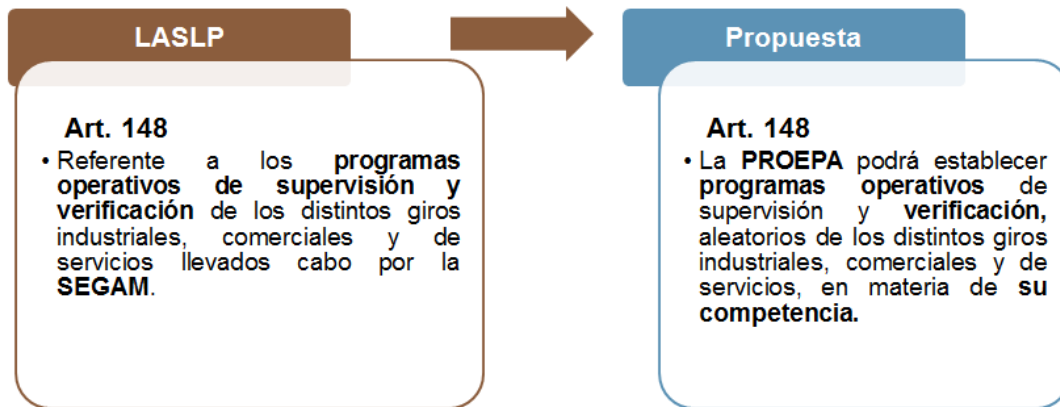 LASLP
Art. 148
• Referente a los programas
operativos de supervisión y
verificación de los distintos giros
industriales, comerciales y de
servicios llevados cabo por la
SEGAM.
Propuesta
Art. 148
• La PROEPA podrá establecer
programas operativos de
supervisión y verificación,
aleatorios de los distintos giros
industriales, comerciales y de
servicios, en materia de su
competencia.